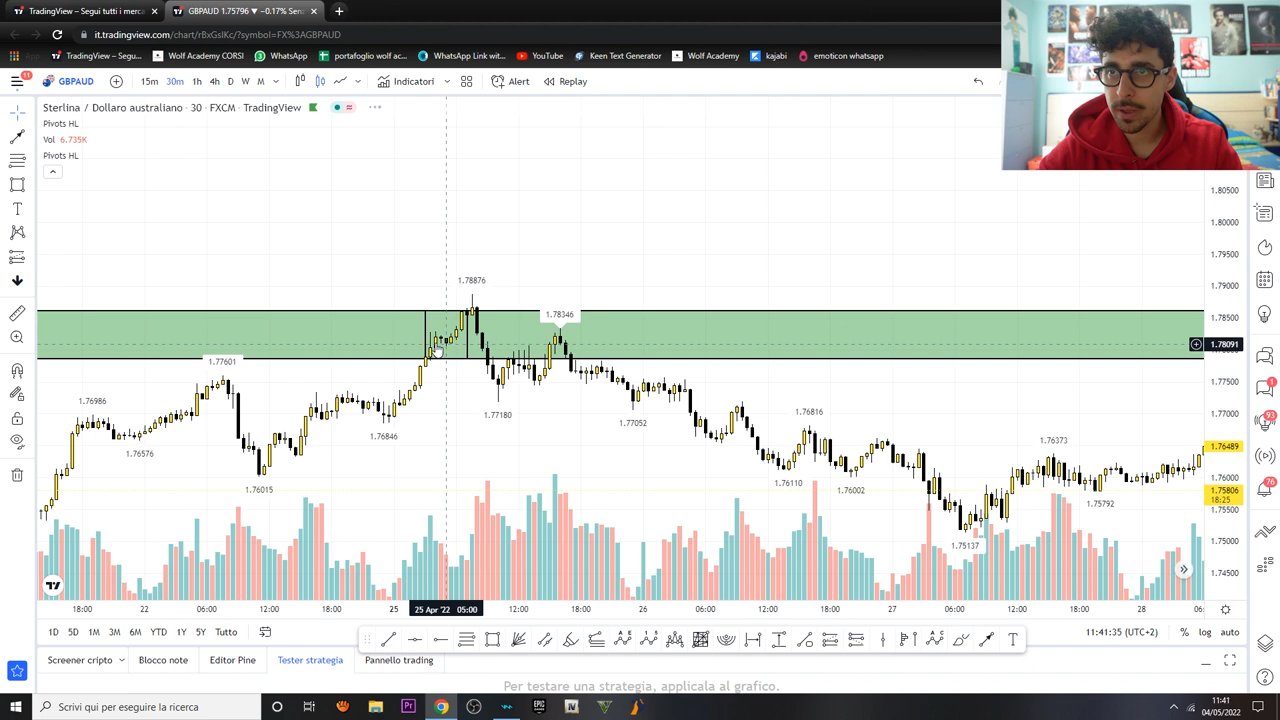 TradingView – Segui tutti i merca
GBPAUD 1.75796 ▼ −0.17% Senz
it.tradingview.com/chart/rBxGslKc/?symbol=FX%3AGBPAUD
App
TradingView – Segu...
Wolf Academy CORSI
portafoglio wolf ac...
WhatsApp
WhatsApp Link wit...
YouTube
Keen Text Generator
Wolf Academy
kajabi
emoticon whatsapp
11
GBPAUD
15m
30m
1h
4h
D
W
M
Indicatori
Alert
Replay
Sterlina / Dollaro australiano · 30 · FXCM · TradingView
Pivots HL
Vol 6.735K
Pivots HL
1.80500
1.80000
1.79500
1.79000
1.78500
1.78091
1.77500
1.77000
1.76489
1.76000
1.75806
18:25
1.75500
1.75000
1.74500
1.78876
1.78346
1.77601
1.76986
1.76576
1.76015
1.76846
1.77180
1.77052
1.76816
1.76110
1.76002
1.76373
1.75792
1.75137
1
93
76
18:00
22
06:00
12:00
18:00
25
25 Apr '22 05:00
12:00
18:00
26
06:00
12:00
18:00
27
06:00
12:00
18:00
28
06:
1D
5D
1M
3M
6M
YTD
1Y
5Y
Tutto
11:41:35 (UTC+2)
%
log
auto
Screener cripto
Blocco note
Editor Pine
Tester strategia
Pannello trading
Per testare una strategia, applicala al grafico.
Scrivi qui per eseguire la ricerca
Pr
EPIC
11:41
04/05/2022